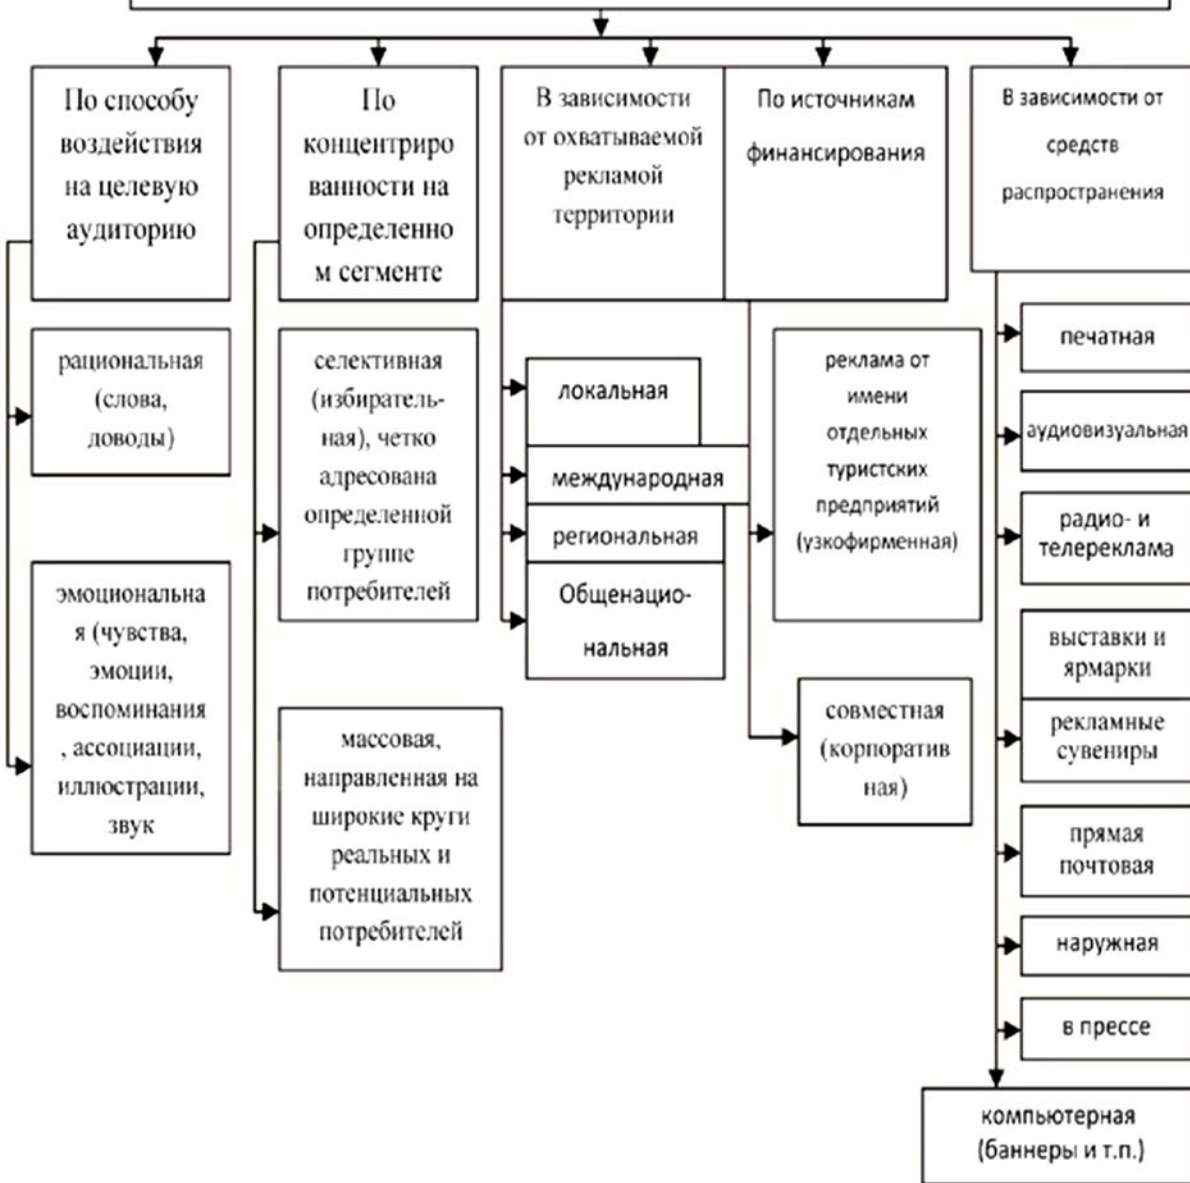 По способу
воздействия
на целевую
аудиторию
рациональная
(слова,
доводы)
эмоциональна
я (чувства,
эмоции,
воспоминания
, ассоциации,
иллюстрации,
звук
По
концентриро
ванности на
определенно
м сегменте
селективная
(избиратель-
ная), четко
адресована
определенной
группе
потребителей
массовая,
направленная на
широкие круги
реальных и
потенциальных
потребителей
В зависимости
от охватываемой
рекламой
территории
локальная
международная
региональная
Общенацио-
нальная
По источникам
финансирования
реклама от
имени
отдельных
туристских
предприятий
(узкофирменная)
совместная
(корпоратив
ная)
В зависимости от
средств
распространения
печатная
аудиовизуальная
радио- и
телереклама
выставки и
ярмарки
рекламные
сувениры
прямая
почтовая
наружная
в прессе
компьютерная
(баннеры и т.п.)